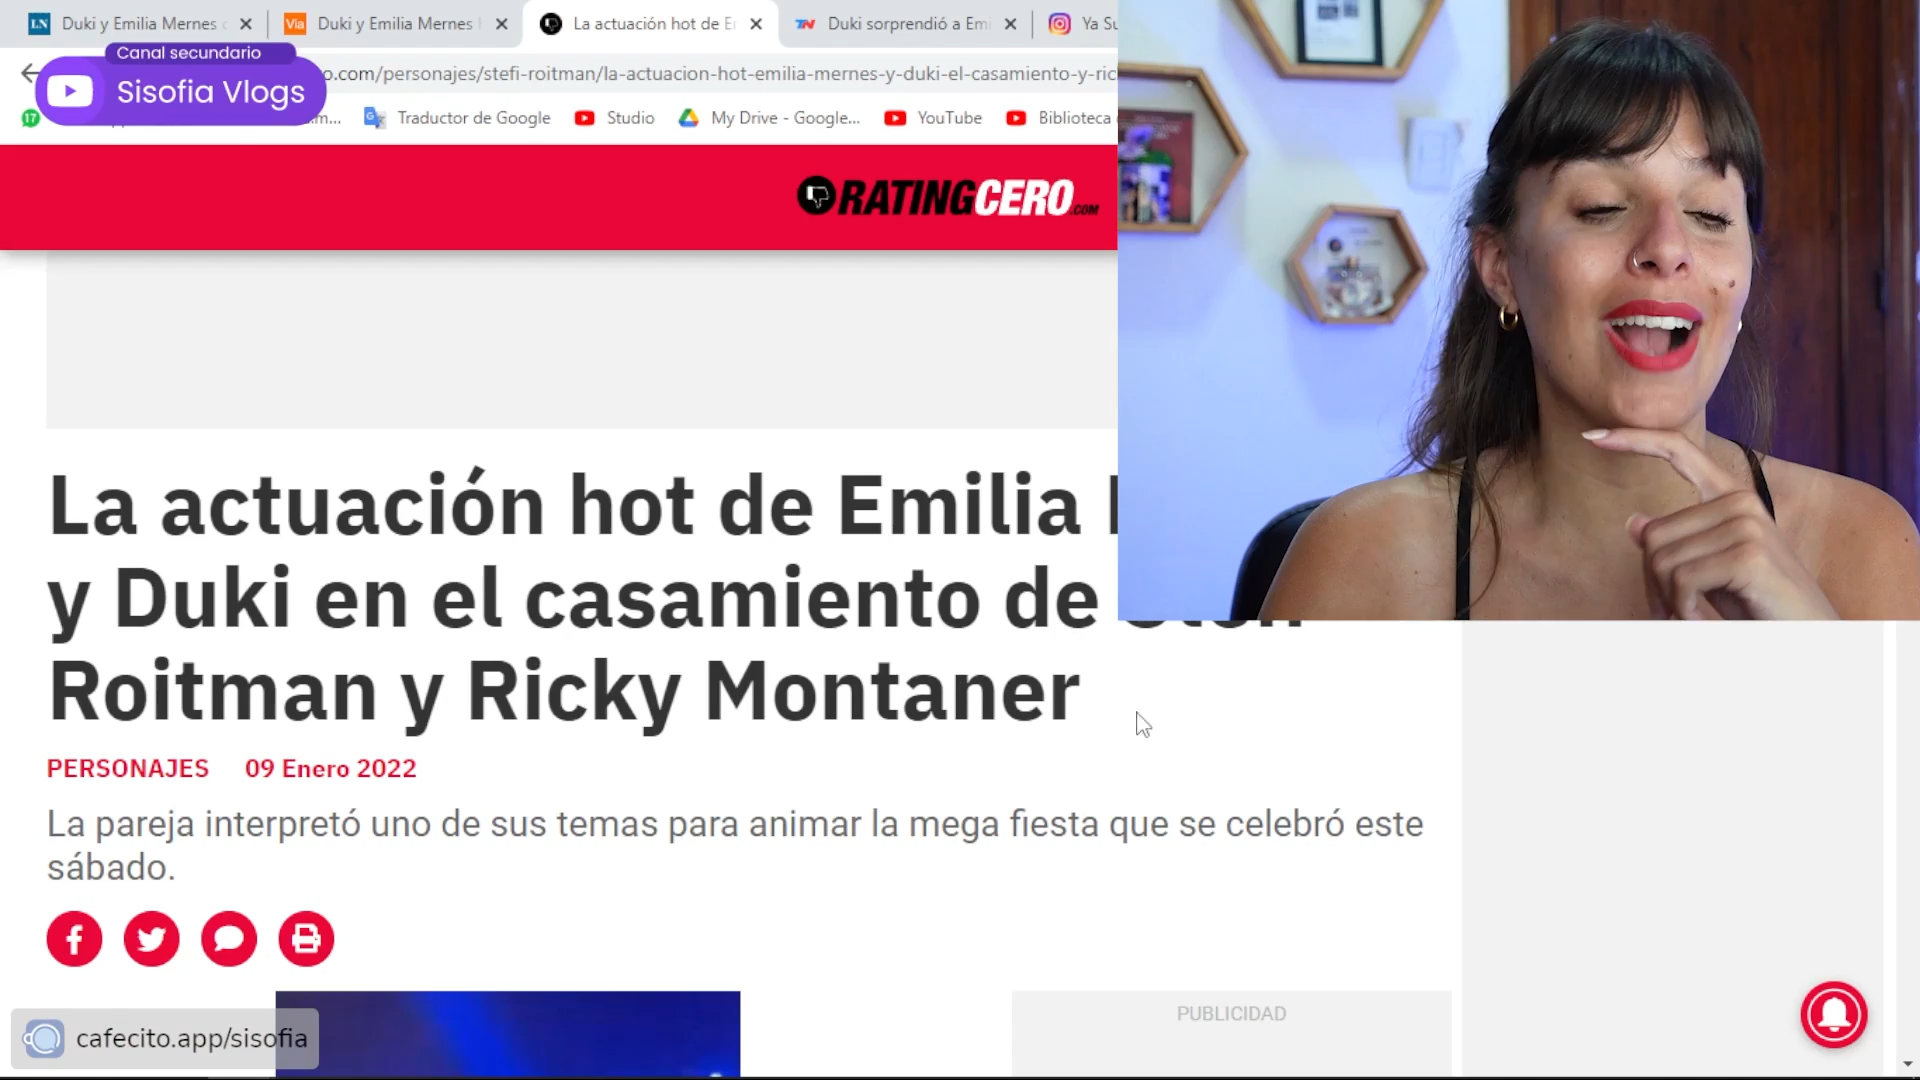 Duki y Emilia Mernes
Duki y Emilia Mernes
La actuación hot de E
Duki sorprendió a Emi
Ya Su
Canal secundario
Sisofia Vlogs
o.com/personajes/stefi-roitman/la-actuacion-hot-emilia-mernes-y-duki-el-casamiento-y-ric
17
.m...
Traductor de Google
Studio
My Drive - Google...
YouTube
Biblioteca
RATINGCERO.COM
La actuación hot de Emilia
y Duki en el casamiento de
Roitman y Ricky Montaner
PERSONAJES 09 Enero 2022
La pareja interpretó uno de sus temas para animar la mega fiesta que se celebró este
sábado.
PUBLICIDAD
cafecito.app/sisofia